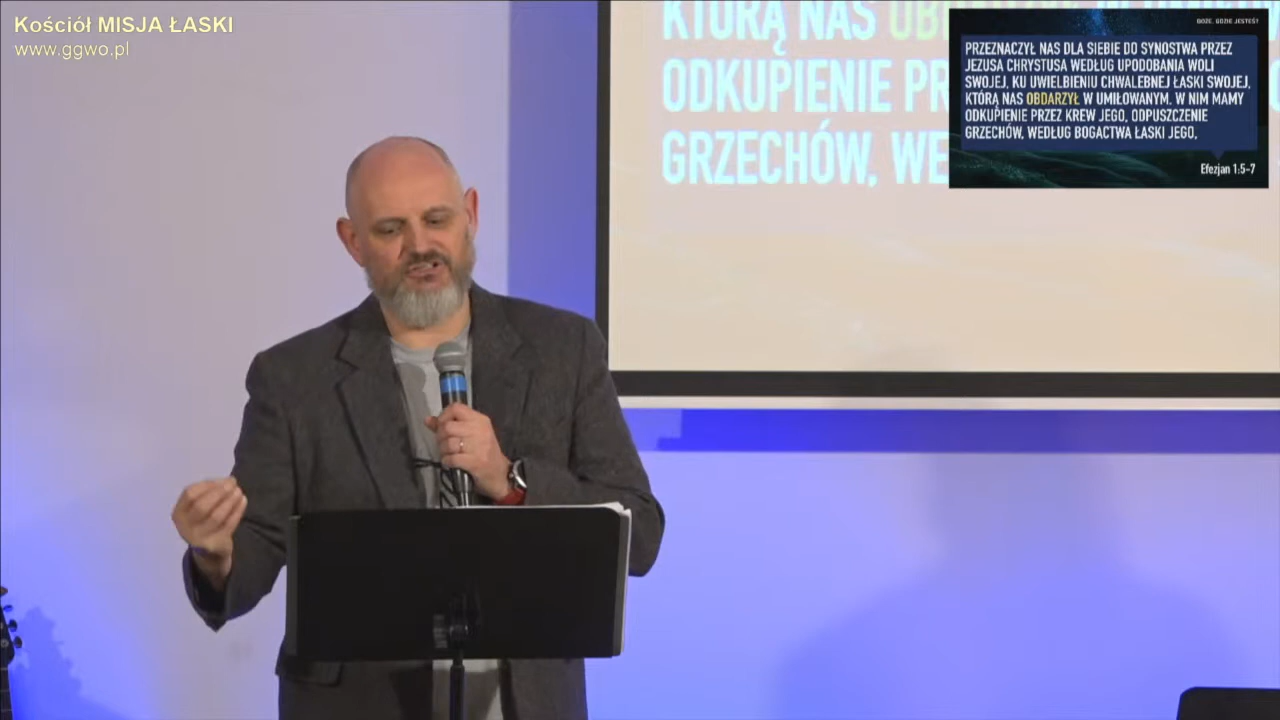 Kościół MISJA ŁASKI
www.ggwo.pl
KTÓRĄ NAS
ODKUPIENIE PR
GRZECHÓW, WE
BOŻE, GDZIE JESTEŚ?
PRZEZNACZYŁ NAS DLA SIEBIE DO SYNOSTWA PRZEZ
JEZUSA CHRYSTUSA WEDŁUG UPODOBANIA WOLI
SWOJEJ, KU UWIELBIENIU CHWALEBNEJ ŁASKI SWOJEJ,
KTÓRĄ NAS OBDARZYŁ W UMIŁOWANYM. W NIM MAMY
ODKUPIENIE PRZEZ KREW JEGO, ODPUSZCZENIE
GRZECHÓW, WEDŁUG BOGACTWA ŁASKI JEGO,
Efezjan 1:5-7